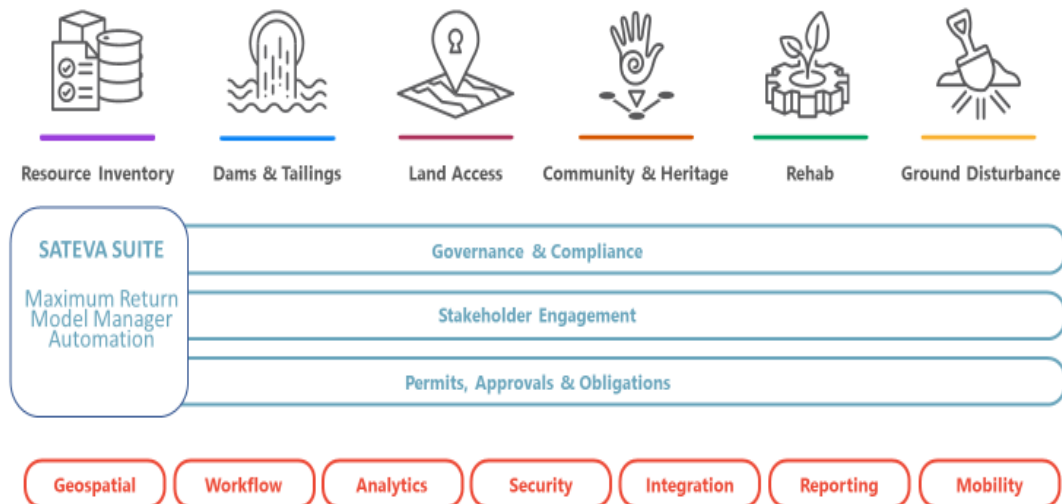 Resource Inventory
Dams & Tailings
Land Access
Community & Heritage
Rehab
Ground Disturbance
SATEVA SUITE
Maximum Return
Model Manager
Automation
Governance & Compliance
Stakeholder Engagement
Permits, Approvals & Obligations
Geospatial
Workflow
Analytics
Security
Integration
Reporting
Mobility